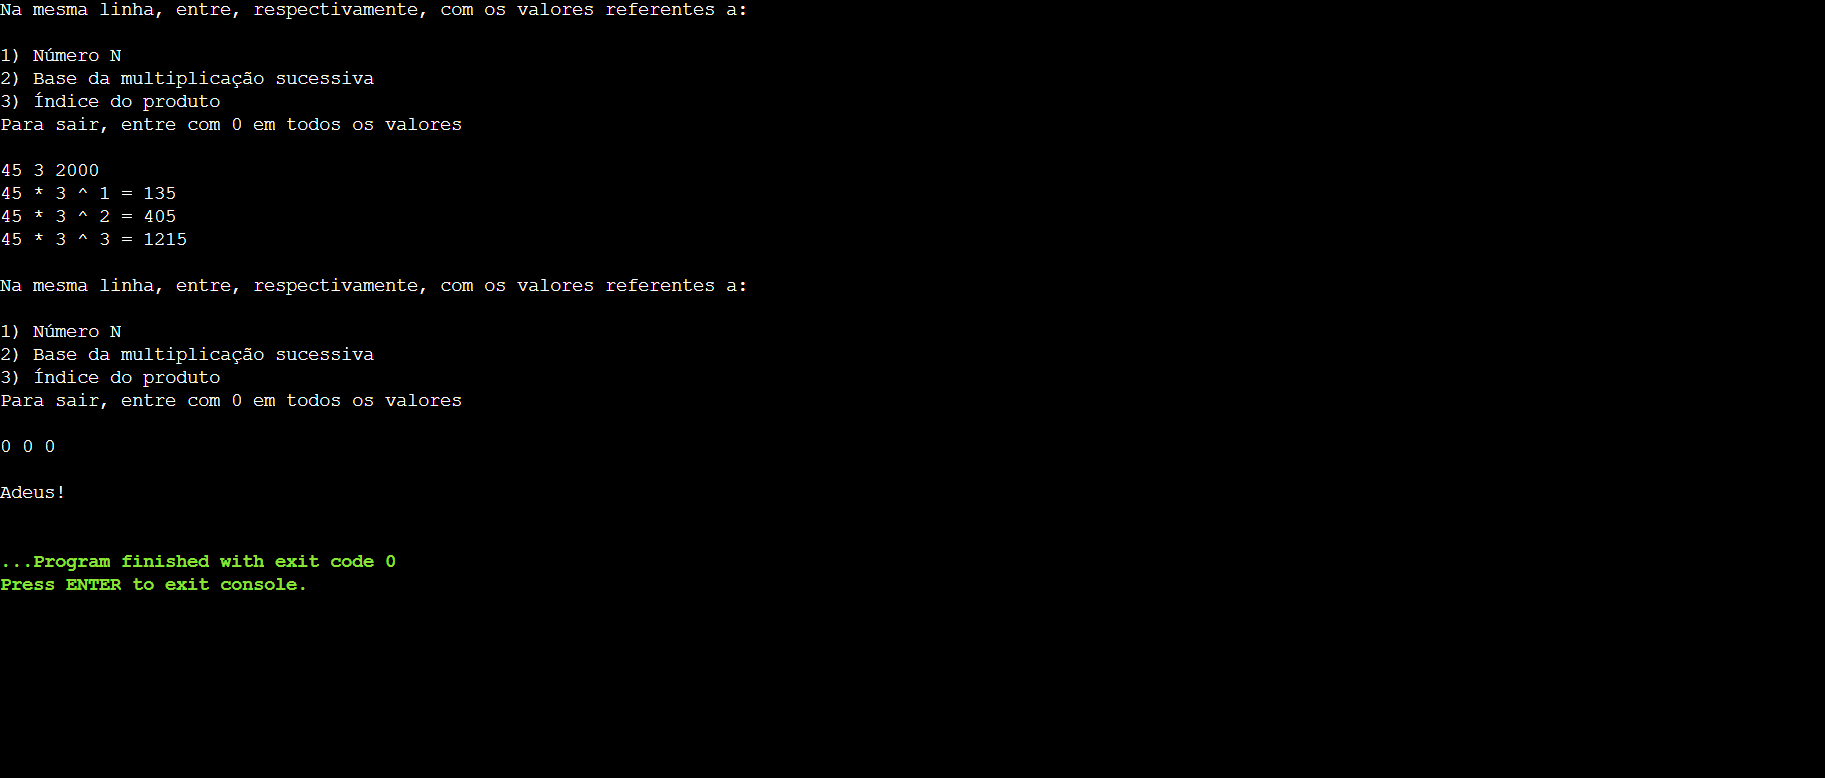 Na mesma linha, entre, respectivamente, com os valores referentes a:
1) Número N
2) Base da multiplicação sucessiva
3) Índice do produto
Para sair, entre com 0 em todos os valores
45 3 2000
45 * 3 ^ 1 = 135
45 * 3 ^ 2 = 405
45 * 3 ^ 3 = 1215
Na mesma linha, entre, respectivamente, com os valores referentes a:
1) Número N
2) Base da multiplicação sucessiva
3) Índice do produto
Para sair, entre com 0 em todos os valores
0 0 0
Adeus!
...Program finished with exit code 0
Press ENTER to exit console.